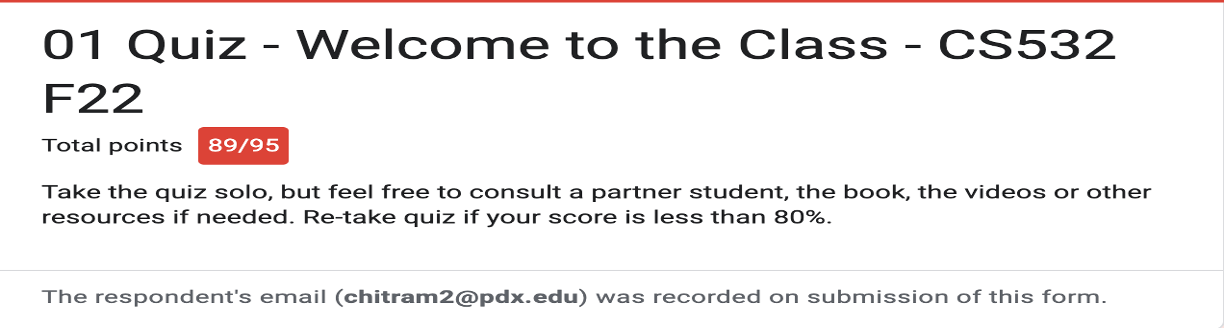 01 Quiz - Welcome to the Class - CS532
F22
Total points 89/95
Take the quiz solo, but feel free to consult a partner student, the book, the videos or other
resources if needed. Re-take quiz if your score is less than 80%.
The respondent's email (chitram2@pdx.edu) was recorded on submission of this form.